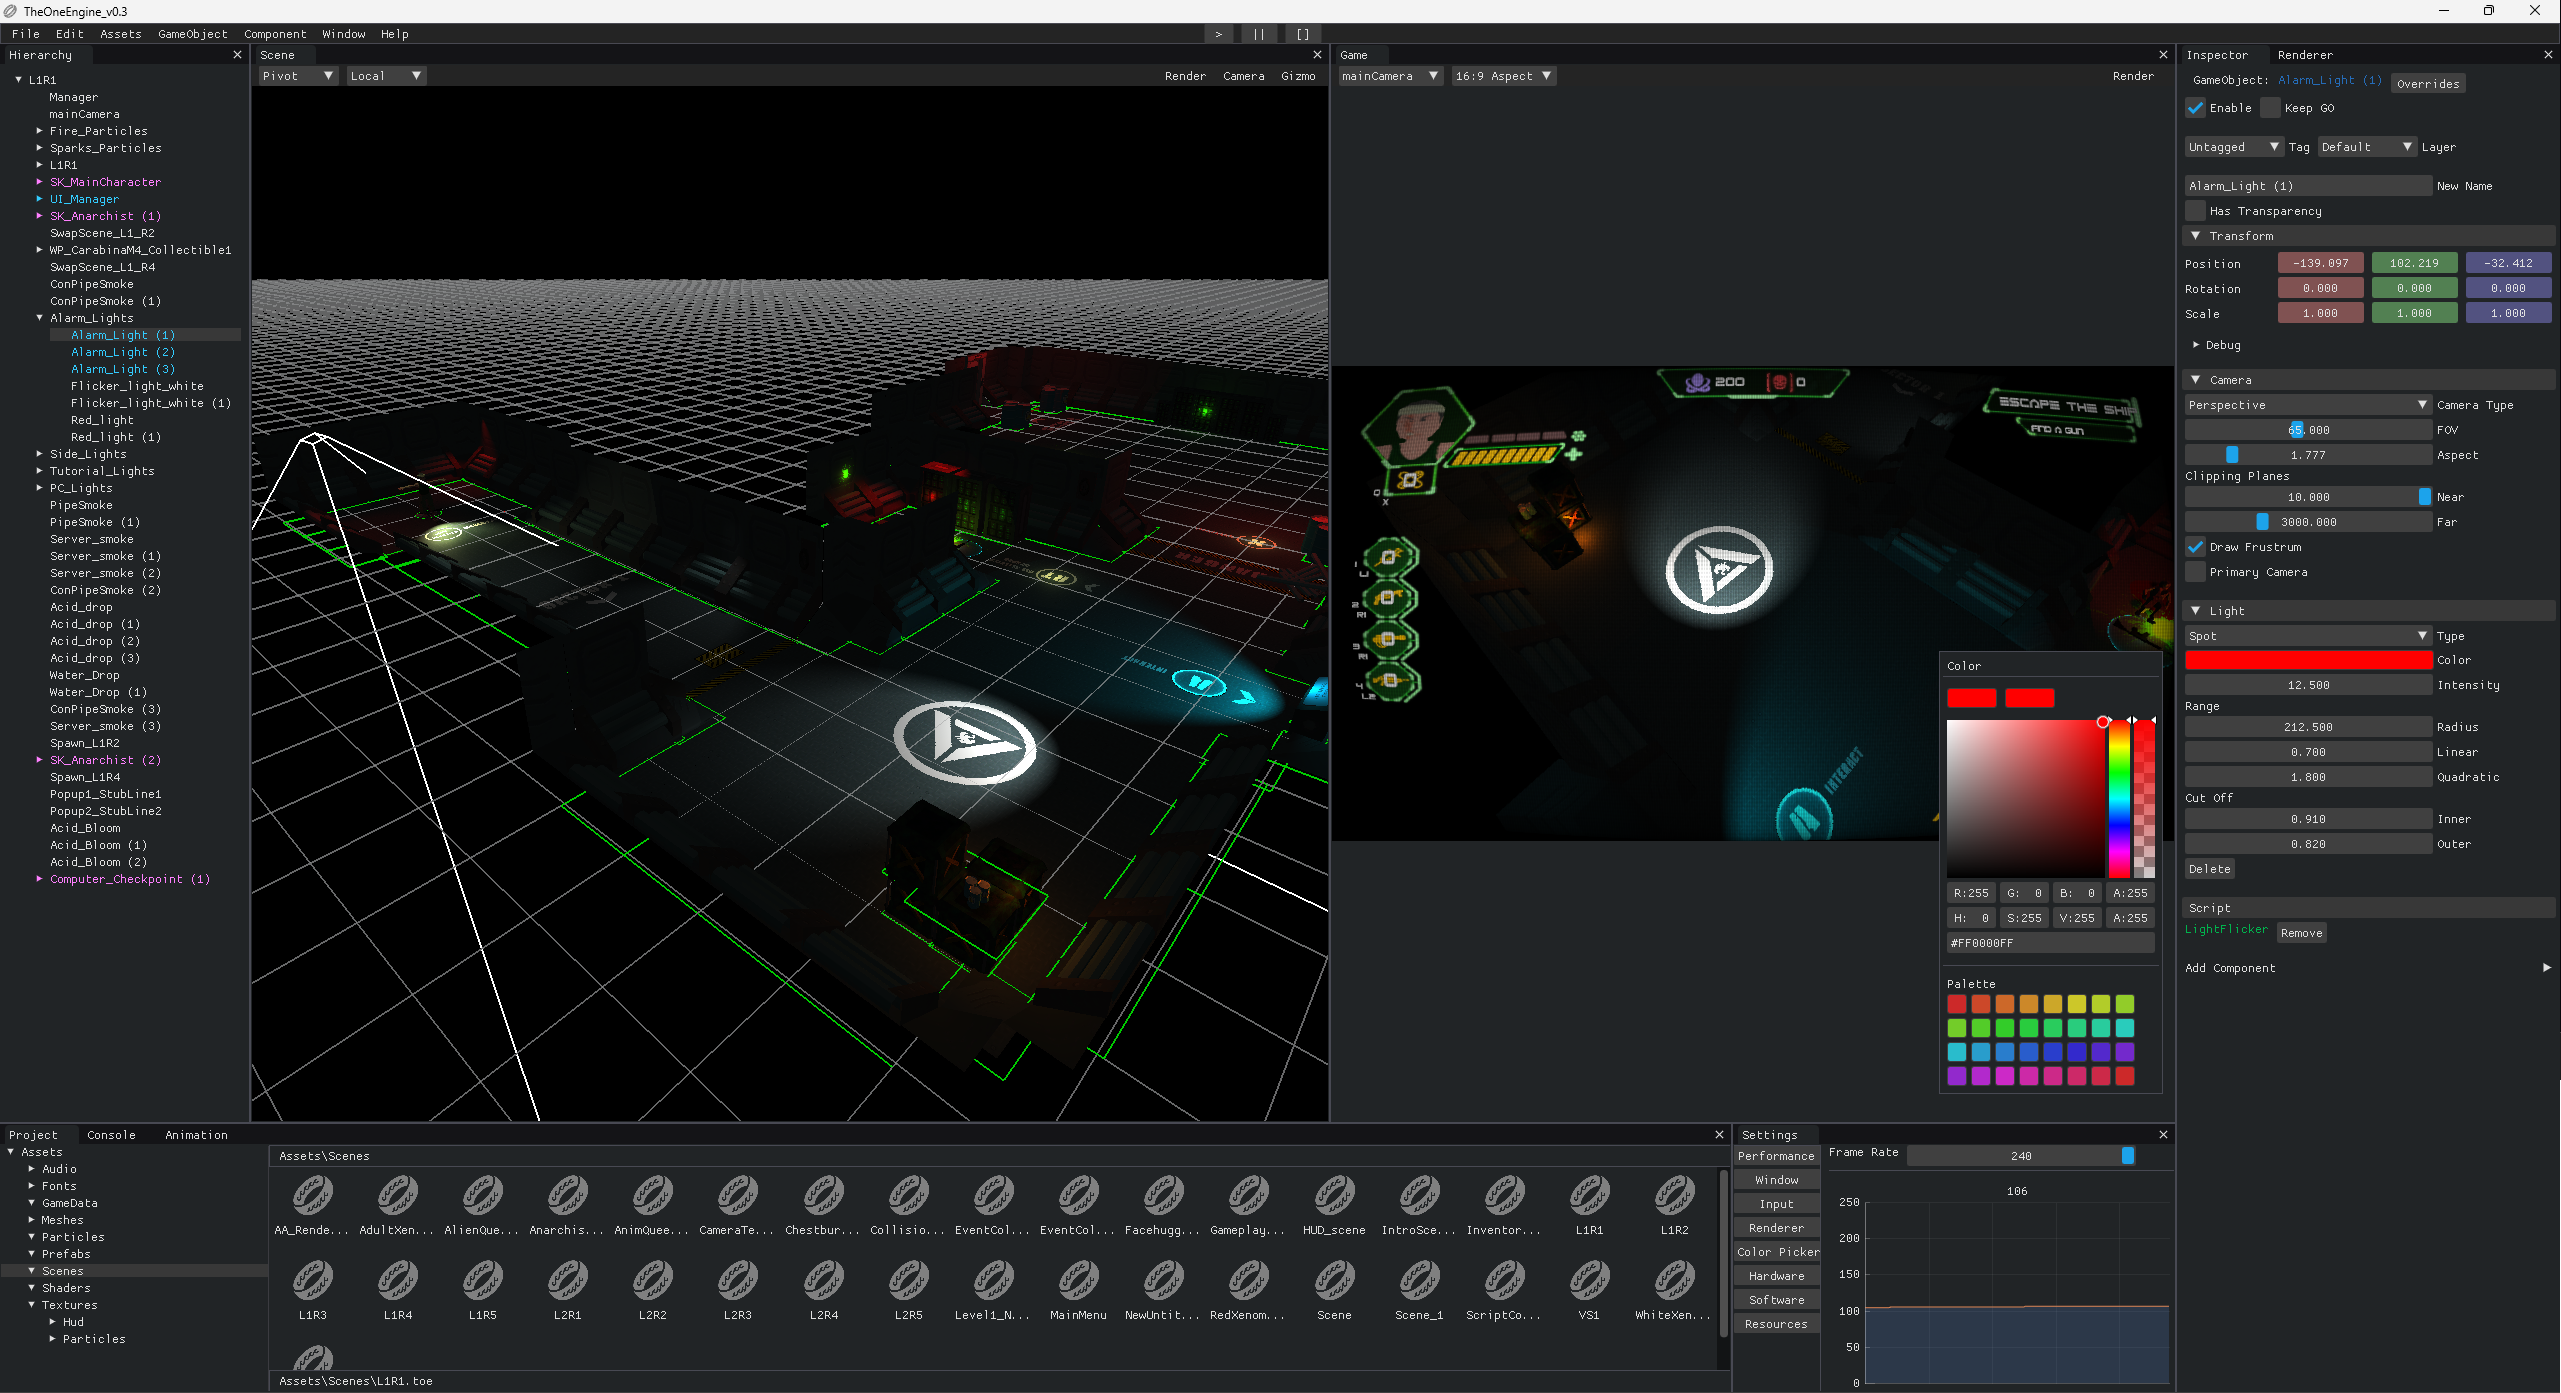 TheOneEngine_v0.3
File Edit Assets GameObject Component Window Help > || []
Hierarchy
L1R1
Manager
mainCamera
Fire_Particles
Sparks_Particles
L1R1
SK_MainCharacter
UI_Manager
SK_Anarchist (1)
SwapScene_L1_R2
WP_CarabinaM4_Collectible1
SwapScene_L1_R4
ConPipeSmoke
ConPipeSmoke (1)
Alarm_Lights
Alarm_Light (1)
Alarm_Light (2)
Alarm_Light (3)
Flicker_light_white
Flicker_light_white (1)
Red_light
Red_light (1)
Side_Lights
Tutorial_Lights
PC_Lights
PipeSmoke
PipeSmoke (1)
Server_smoke
Server_smoke (1)
Server_smoke (2)
ConPipeSmoke (2)
Acid_drop
Acid_drop (1)
Acid_drop (2)
Acid_drop (3)
Water_Drop
Water_Drop (1)
ConPipeSmoke (3)
Server_smoke (3)
Spawn_L1R2
SK_Anarchist (2)
Spawn_L1R4
Popup1_StubLine1
Popup2_StubLine2
Acid_Bloom
Acid_Bloom (1)
Acid_Bloom (2)
Computer_Checkpoint (1)
Scene
Pivot Local Render Camera Gizmo
INTERACT
Game
mainCamera 16:9 Aspect Render
200 0
ESCAPE THE SHIP
FIND A GUN
INTERACT
Color
R:255 G: 0 B: 0 A:255
H: 0 S:255 V:255 A:255
#FF0000FF
Palette
Inspector Renderer
GameObject: Alarm_Light (1) Overrides
Enable Keep GO
Untagged Tag Default Layer
Alarm_Light (1) New Name
Has Transparency
Transform
Position -139.097 102.219 -32.412
Rotation 0.000 0.000 0.000
Scale 1.000 1.000 1.000
Debug
Camera
Perspective Camera Type
65.000 FOV
1.777 Aspect
Clipping Planes
10.000 Near
3000.000 Far
Draw Frustrum
Primary Camera
Light
Spot Type
Color
12.500 Intensity
Range
212.500 Radius
0.700 Linear
1.800 Quadratic
Cut Off
0.910 Inner
0.820 Outer
Delete
Script
LightFlicker Remove
Add Component
Project Console Animation
Assets
Audio
Fonts
GameData
Meshes
Particles
Prefabs
Scenes
Shaders
Textures
Hud
Particles
Assets\Scenes
AA_Rende... AdultXen... AlienQue... Anarchis... AnimQuee... CameraTe... Chestbur... Collisio... EventCol... EventCol... Facehugg... Gameplay... HUD_scene IntroSce... Inventor... L1R1 L1R2
L1R3 L1R4 L1R5 L2R1 L2R2 L2R3 L2R4 L2R5 Level1_N... MainMenu NewUntit... RedXenom... Scene Scene_1 ScriptCo... VS1 WhiteXen...
Assets\Scenes\L1R1.toe
Settings
Performance
Window
Input
Renderer
Color Picker
Hardware
Software
Resources
Frame Rate 240
106
250
200
150
100
50
0